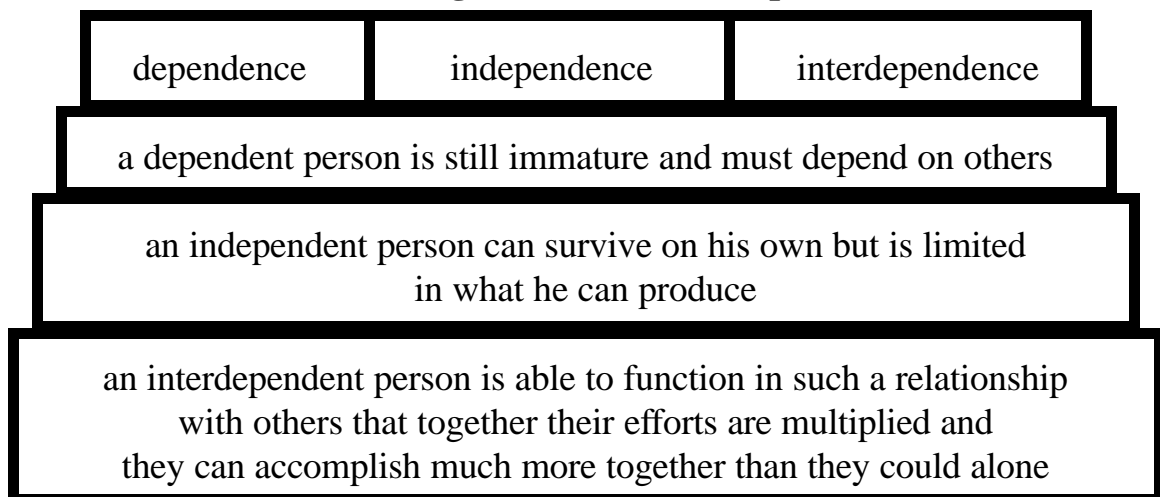 dependence independence interdependence
a dependent person is still immature and must depend on others
an independent person can survive on his own but is limited
in what he can produce
an interdependent person is able to function in such a relationship
with others that together their efforts are multiplied and
they can accomplish much more together than they could alone